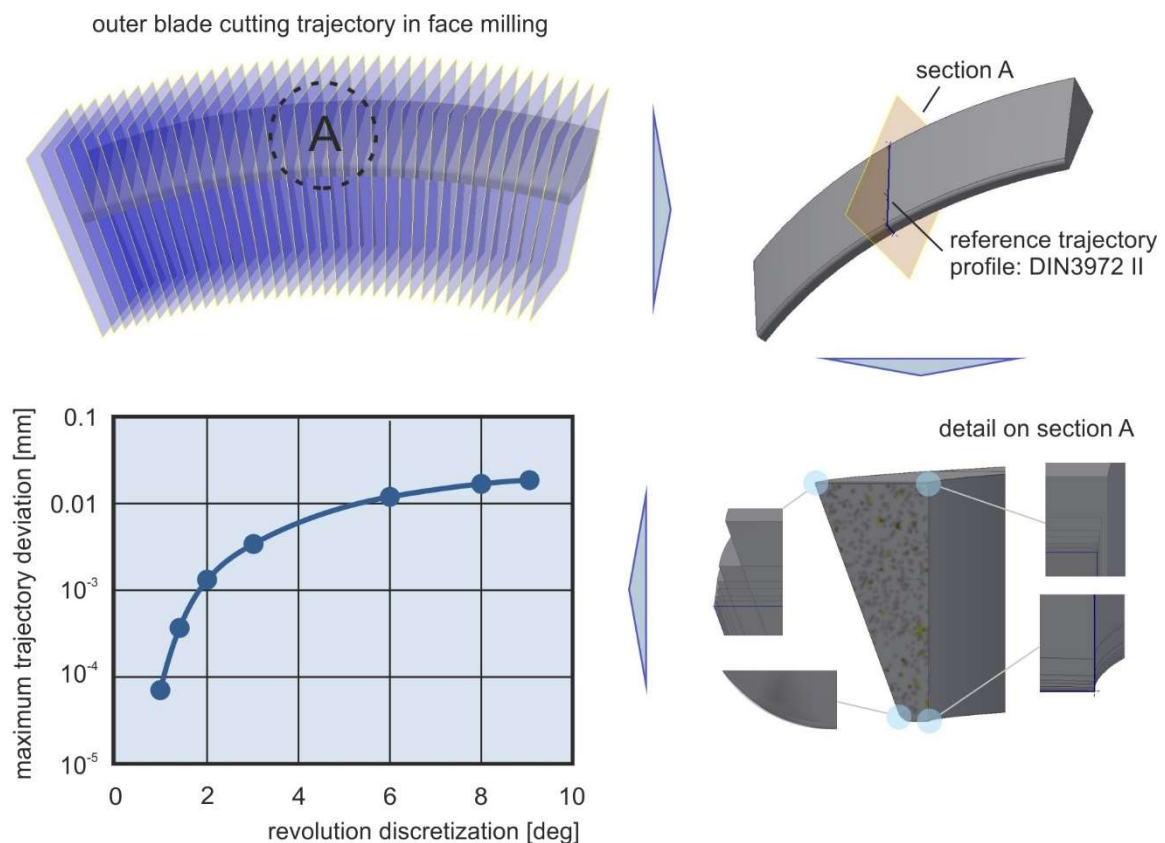 outer blade cutting trajectory in face milling
A
section A
reference trajectory
profile: DIN3972 II
detail on section A
maximum trajectory deviation [mm]
0.1
0.01
10⁻³
10⁻⁴
10⁻⁵
0 2 4 6 8 10
revolution discretization [deg]